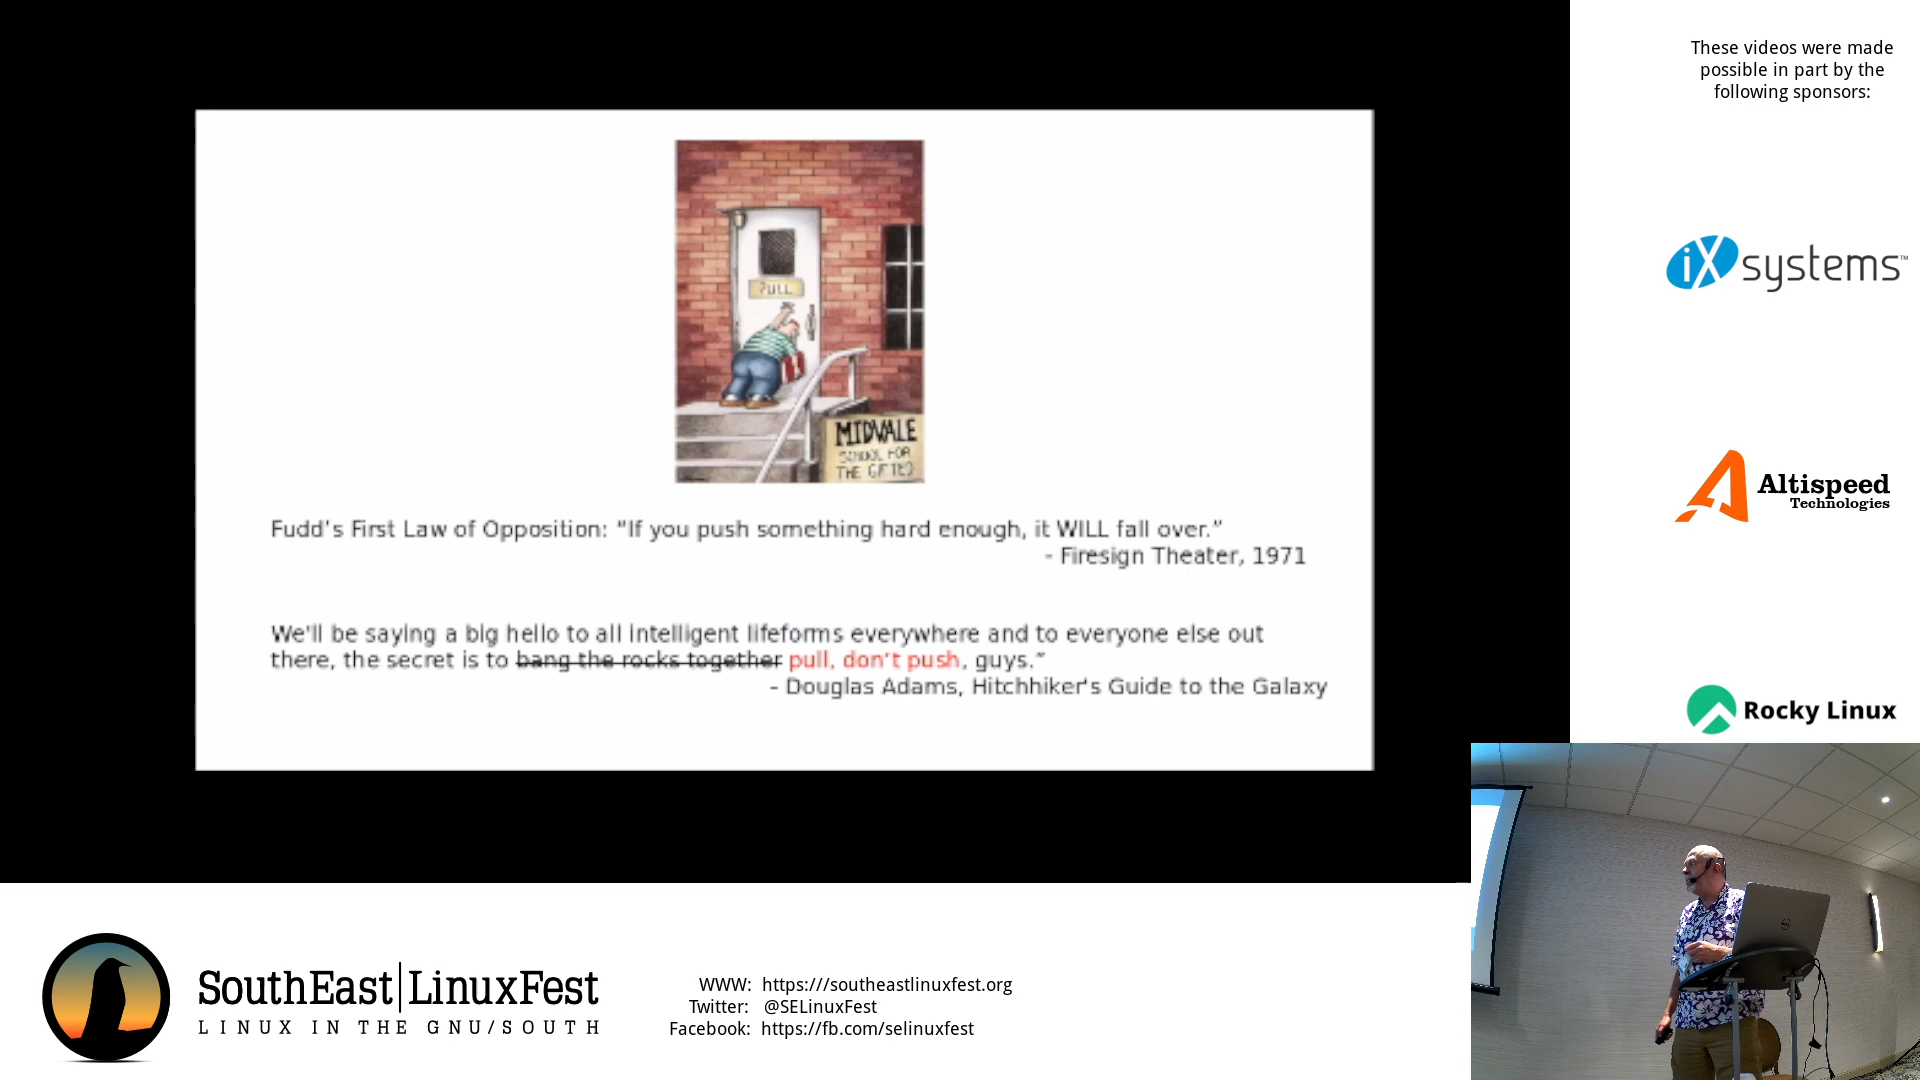 These videos were made
possible in part by the
following sponsors:
iXsystems™
Altispeed
Technologies
Rocky Linux
PULL
MIDVALE
SCHOOL FOR
THE GIFTED
Fudd's First Law of Opposition: "If you push something hard enough, it WILL fall over."
- Firesign Theater, 1971
We'll be saying a big hello to all intelligent lifeforms everywhere and to everyone else out
there, the secret is to bang the rocks together pull, don't push, guys."
- Douglas Adams, Hitchhiker's Guide to the Galaxy
SouthEast|LinuxFest
LINUX IN THE GNU/SOUTH
WWW: https:///southeastlinuxfest.org
Twitter: @SELinuxFest
Facebook: https://fb.com/selinuxfest